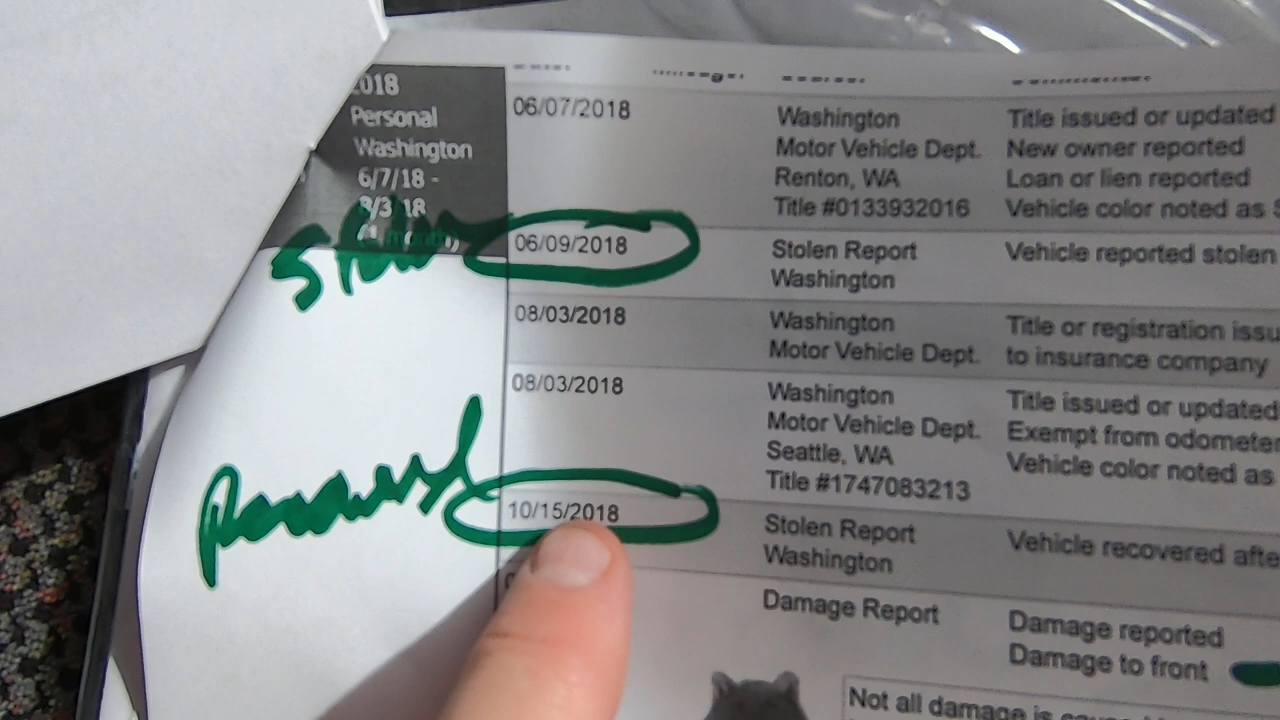 2018
Personal
Washington
6/7/18 -
8/3/18
06/07/2018
Washington
Motor Vehicle Dept.
Renton, WA
Title #0133932016
Title issued or updated
New owner reported
Loan or lien reported
Vehicle color noted as
06/09/2018
Stolen Report
Washington
Vehicle reported stolen
08/03/2018
Washington
Motor Vehicle Dept.
Title or registration issu
to insurance company
08/03/2018
Washington
Motor Vehicle Dept.
Seattle, WA
Title #1747083213
Title issued or updated
Exempt from odometer
Vehicle color noted as
10/15/2018
Stolen Report
Washington
Vehicle recovered afte
Damage Report
Damage reported
Damage to front
Not all damage is